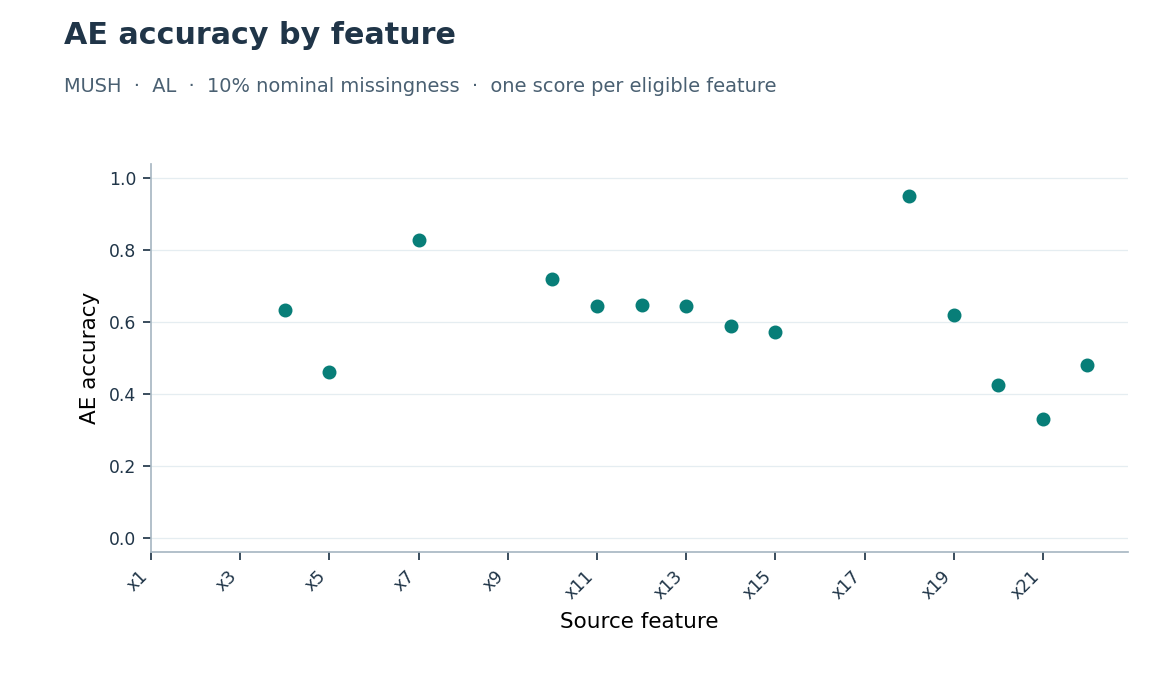 AE accuracy by feature
MUSH · AL · 10% nominal missingness · one score per eligible feature
1.0
0.8
0.6
0.4
0.2
0.0
AE accuracy
x1 x3 x5 x7 x9 x11 x13 x15 x17 x19 x21
Source feature